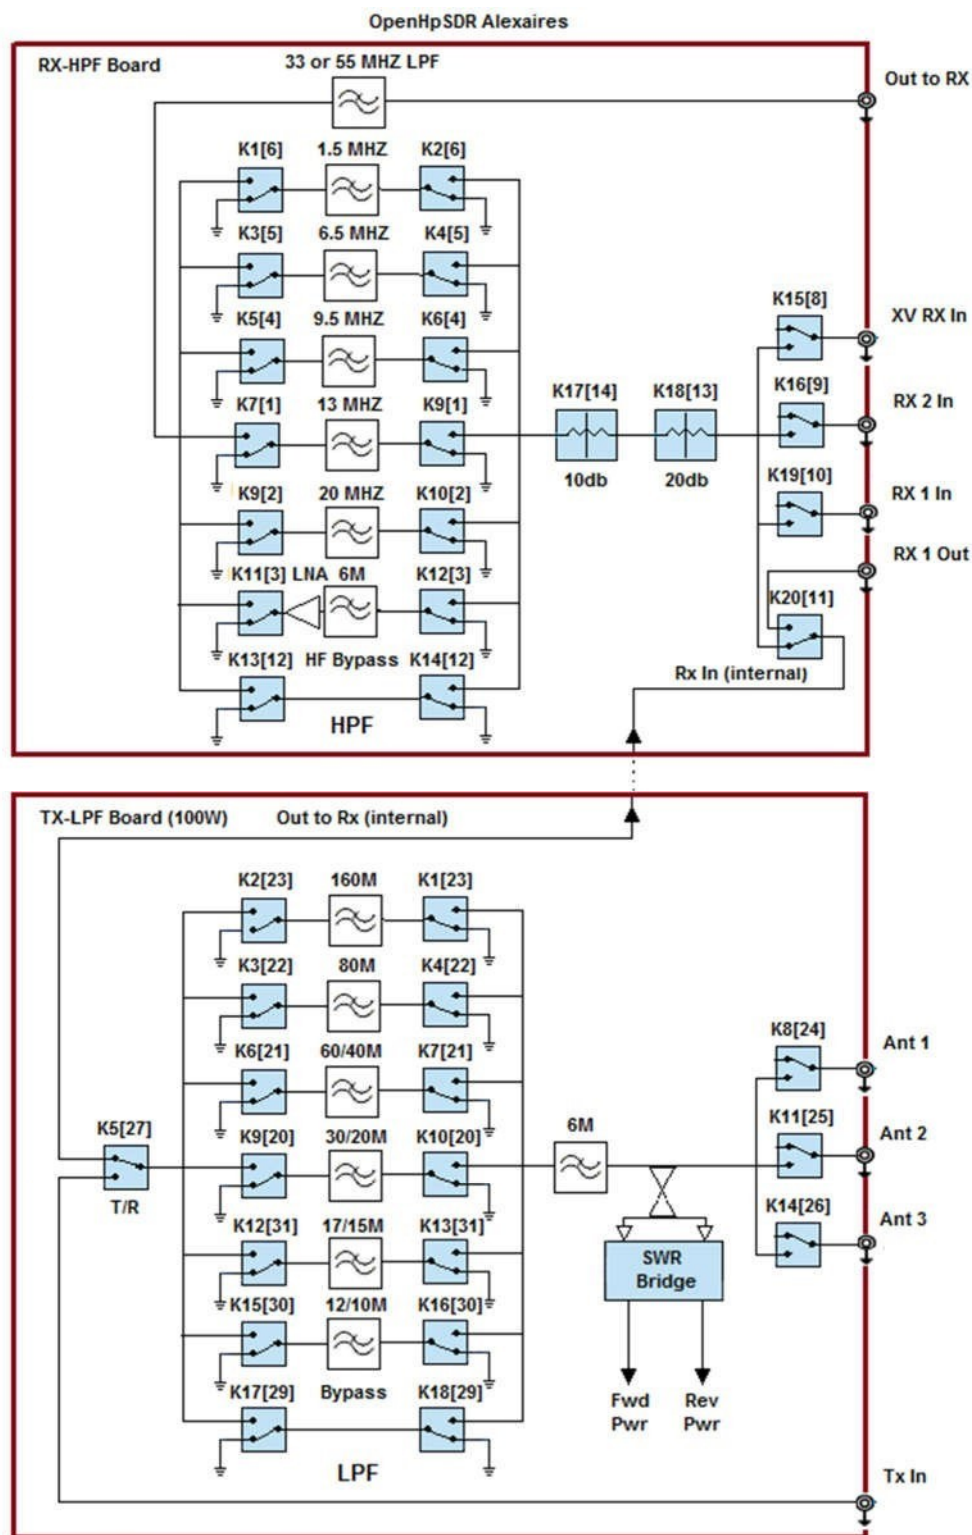 OpenHpSDR Alexaires
RX-HPF Board
33 or 55 MHZ LPF
Out to RX
K1[6] 1.5 MHZ K2[6]
K3[5] 6.5 MHZ K4[5]
K15[8]
XV RX In
K5[4] 9.5 MHZ K6[4]
K16[9]
K17[14] K18[13]
RX 2 In
K7[1] 13 MHZ K9[1]
10db 20db
K19[10]
K9[2] 20 MHZ K10[2]
RX 1 In
RX 1 Out
K11[3] LNA 6M K12[3]
K20[11]
K13[12] HF Bypass K14[12]
Rx In (internal)
HPF
TX-LPF Board (100W) Out to Rx (internal)
K2[23] 160M K1[23]
K3[22] 80M K4[22]
K8[24]
Ant 1
K6[21] 60/40M K7[21]
K11[25]
K5[27]
K9[20] 30/20M K10[20]
6M
Ant 2
T/R
K14[26]
Ant 3
K12[31] 17/15M K13[31]
SWR
Bridge
K15[30] 12/10M K16[30]
K17[29] Bypass K18[29]
Fwd Rev
Pwr Pwr
LPF
Tx In